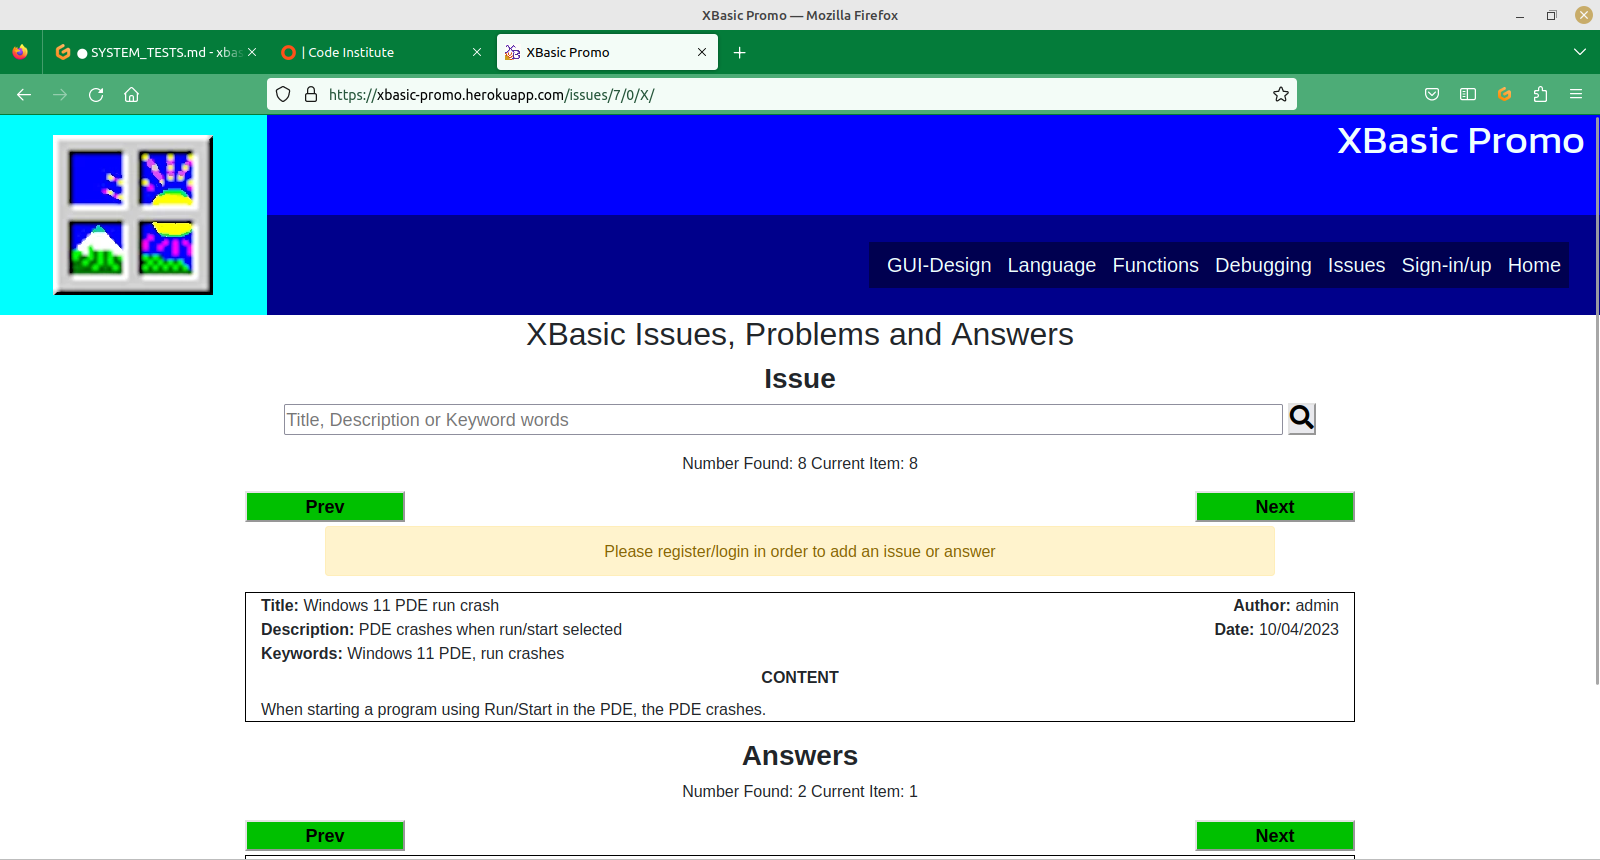 XBasic Promo — Mozilla Firefox
SYSTEM_TESTS.md - xbas
| Code Institute
XBasic Promo
https://xbasic-promo.herokuapp.com/issues/7/0/X/
XBasic Promo
GUI-Design Language Functions Debugging Issues Sign-in/up Home
XBasic Issues, Problems and Answers
Issue
Title, Description or Keyword words
Number Found: 8 Current Item: 8
Prev
Next
Please register/login in order to add an issue or answer
Title: Windows 11 PDE run crash
Author: admin
Description: PDE crashes when run/start selected
Date: 10/04/2023
Keywords: Windows 11 PDE, run crashes
CONTENT
When starting a program using Run/Start in the PDE, the PDE crashes.
Answers
Number Found: 2 Current Item: 1
Prev
Next